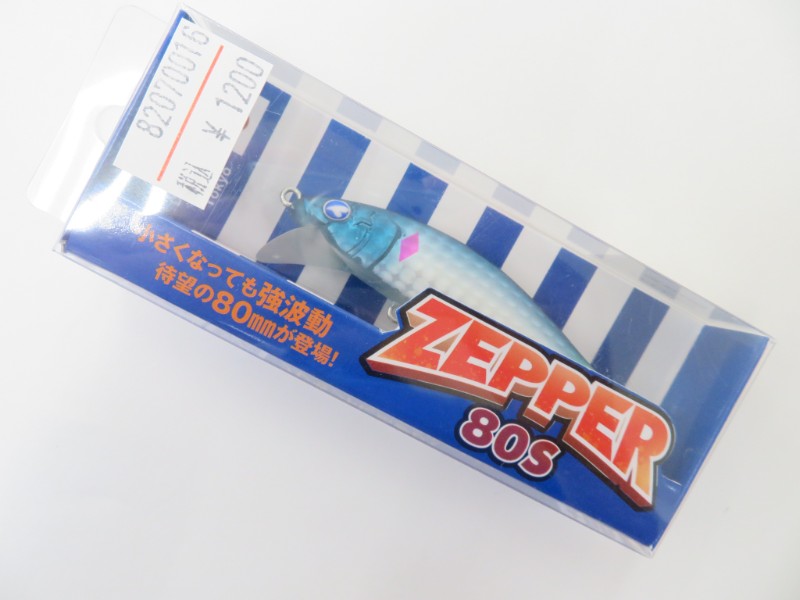 82070016
¥ 1200
税込
TOKYO
小さくなっても強波動
待望の80mmが登場!
ZEPPER
80S